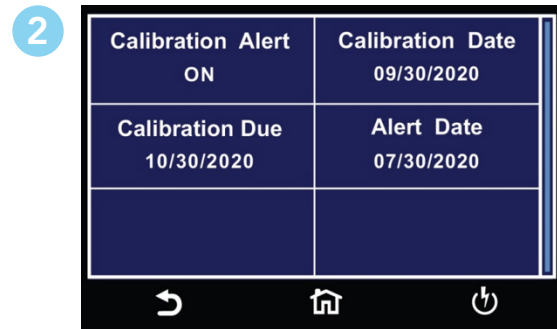 2
Calibration Alert
ON
Calibration Date
09/30/2020
Calibration Due
10/30/2020
Alert Date
07/30/2020